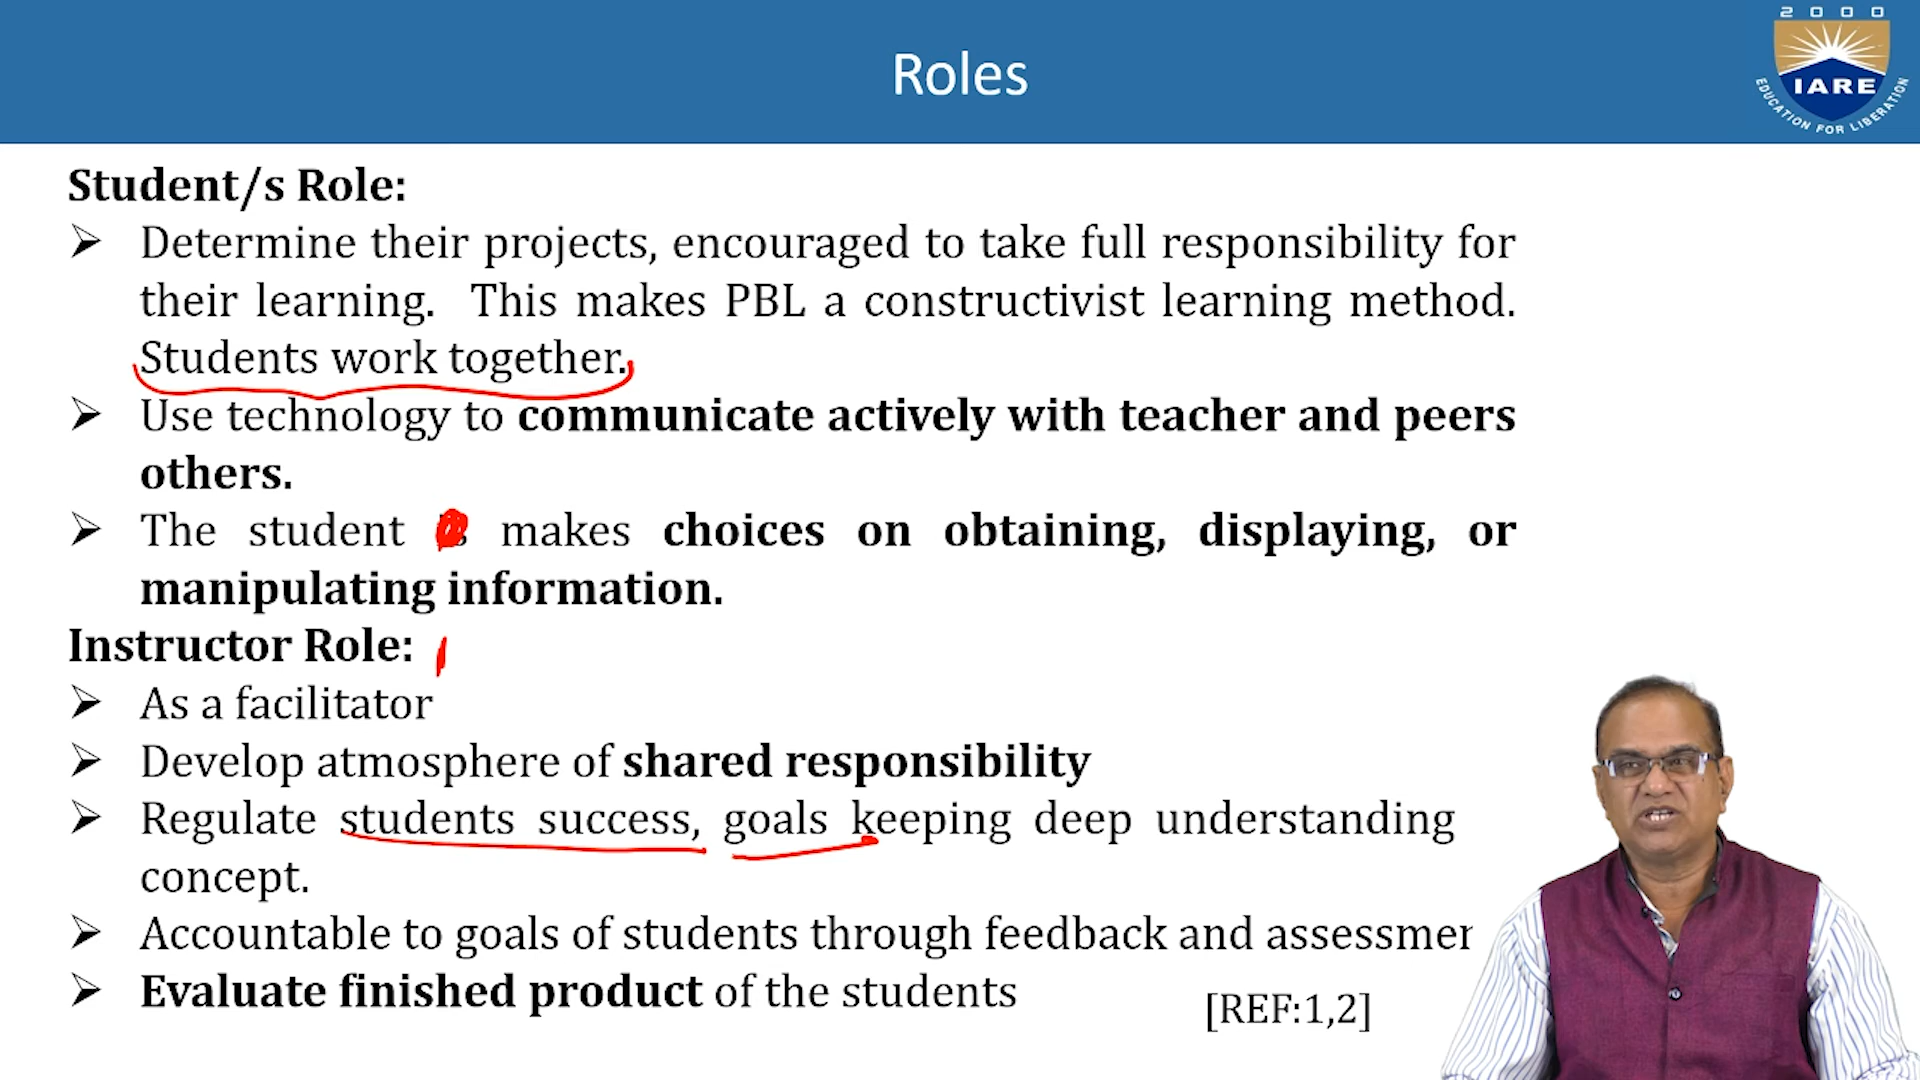 Roles
2000
IARE
EDUCATION FOR LIBERATION
Student/s Role:
➢ Determine their projects, encouraged to take full responsibility for
their learning. This makes PBL a constructivist learning method.
Students work together.
➢ Use technology to communicate actively with teacher and peers
others.
➢ The student makes choices on obtaining, displaying, or
manipulating information.
Instructor Role:
➢ As a facilitator
➢ Develop atmosphere of shared responsibility
➢ Regulate students success, goals keeping deep understanding
concept.
➢ Accountable to goals of students through feedback and
➢ Evaluate finished product of the students
[REF:1,2]